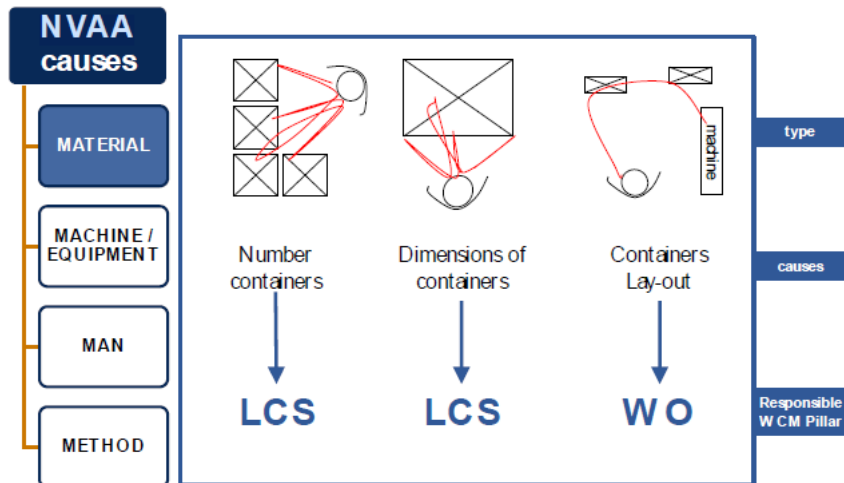 NVAA
causes
MATERIAL
MACHINE /
EQUIPMENT
MAN
METHOD
machine
Number
containers
Dimensions of
containers
Containers
Lay-out
LCS
LCS
WO
type
causes
Responsible
WCM Pillar